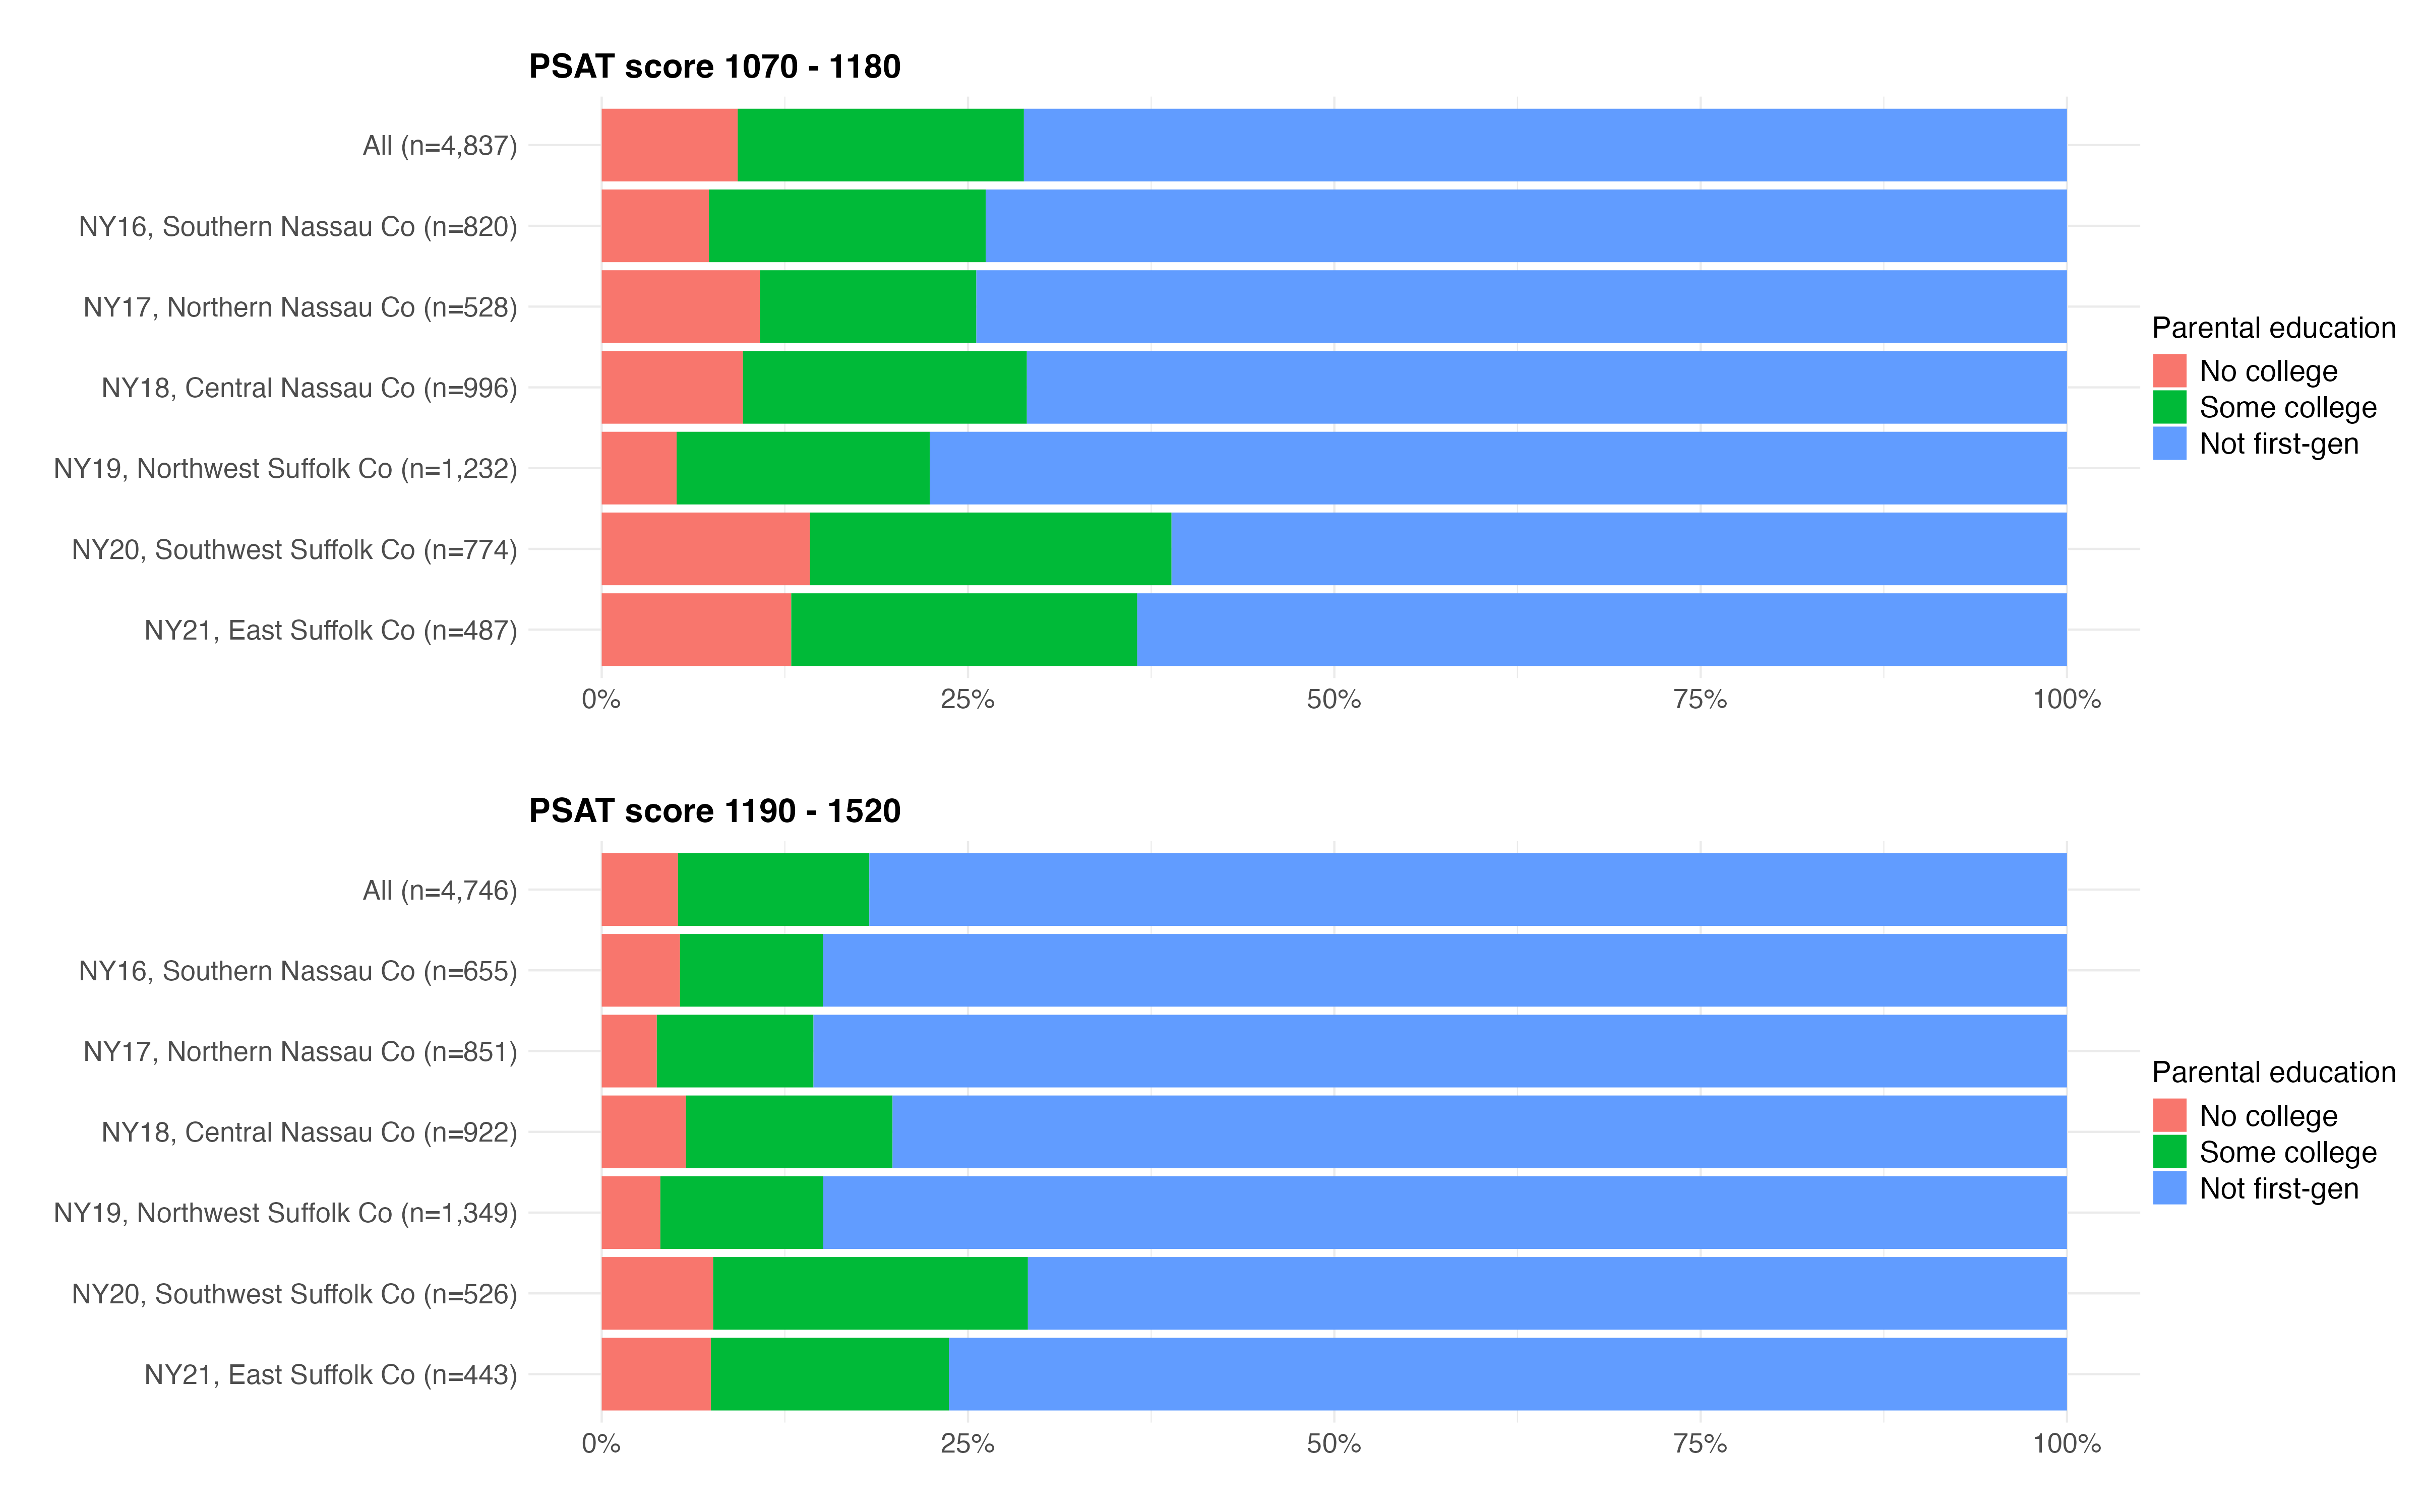 PSAT score 1070 - 1180
All (n=4,837)
NY16, Southern Nassau Co (n=820)
NY17, Northern Nassau Co (n=528)
NY18, Central Nassau Co (n=996)
NY19, Northwest Suffolk Co (n=1,232)
NY20, Southwest Suffolk Co (n=774)
NY21, East Suffolk Co (n=487)
0% 25% 50% 75% 100%
Parental education
No college
Some college
Not first-gen
PSAT score 1190 - 1520
All (n=4,746)
NY16, Southern Nassau Co (n=655)
NY17, Northern Nassau Co (n=851)
NY18, Central Nassau Co (n=922)
NY19, Northwest Suffolk Co (n=1,349)
NY20, Southwest Suffolk Co (n=526)
NY21, East Suffolk Co (n=443)
0% 25% 50% 75% 100%
Parental education
No college
Some college
Not first-gen